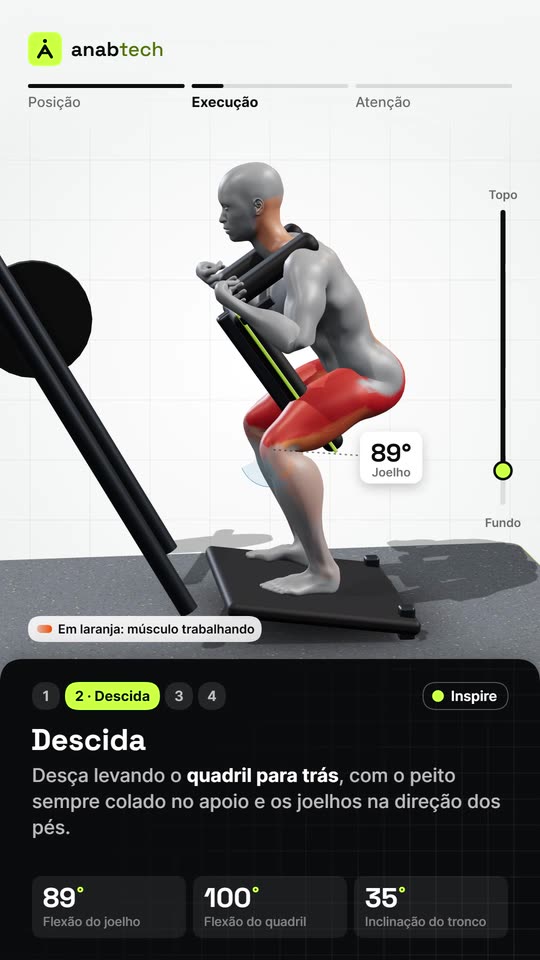 anabtech
Posição
Execução
Atenção
Topo
89°
Joelho
Fundo
Em laranja: músculo trabalhando
1
2 · Descida
3
4
Inspire
Descida
Desça levando o quadril para trás, com o peito
sempre colado no apoio e os joelhos na direção dos
pés.
89°
Flexão do joelho
100°
Flexão do quadril
35°
Inclinação do tronco